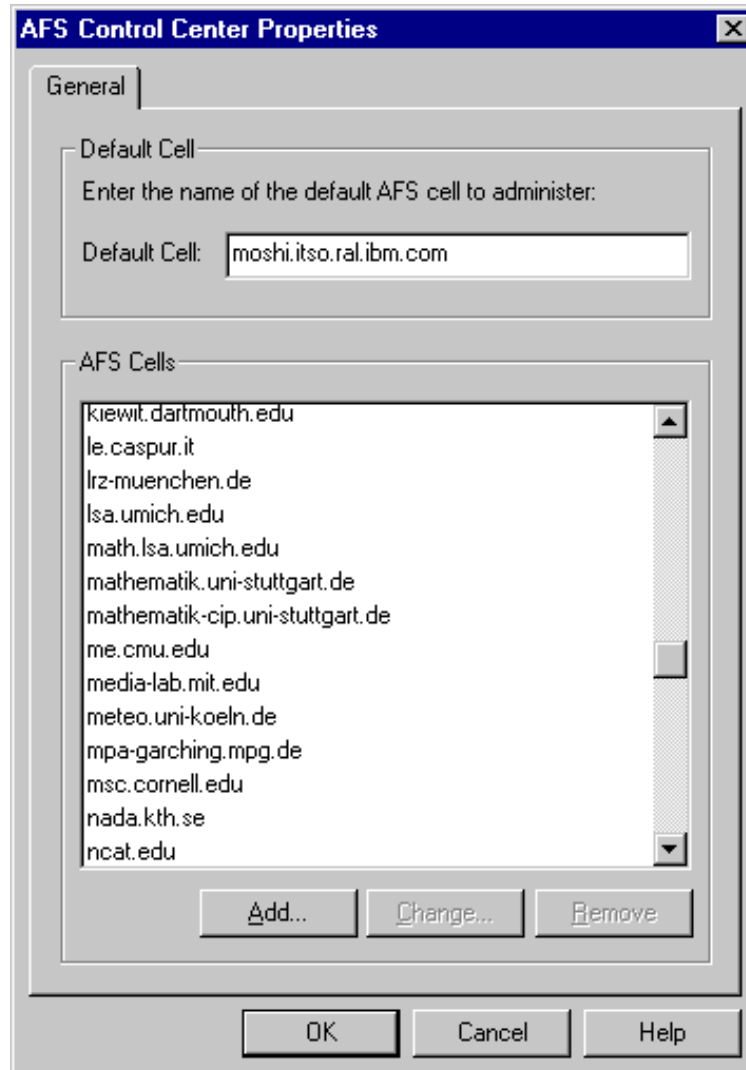 AFS Control Center Properties
General
Default Cell
Enter the name of the default AFS cell to administer:
Default Cell: moshi.itso.ral.ibm.com
AFS Cells
kiewit.dartmouth.edu
le.caspur.it
lrz-muenchen.de
lsa.umich.edu
math.lsa.umich.edu
mathematik.uni-stuttgart.de
mathematik-cip.uni-stuttgart.de
me.cmu.edu
media-lab.mit.edu
meteo.uni-koeln.de
mpa-garching.mpg.de
msc.cornell.edu
nada.kth.se
ncat.edu
Add... Change... Remove
OK Cancel Help